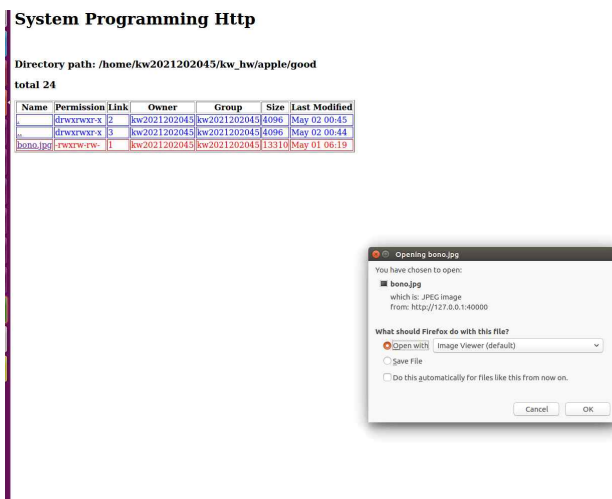 System Programming Http
Directory path: /home/kw2021202045/kw_hw/apple/good
total 24
Name Permission Link Owner Group Size Last Modified
. drwxrwxr-x 2 kw2021202045 kw2021202045 4096 May 02 00:45
.. drwxrwxr-x 3 kw2021202045 kw2021202045 4096 May 02 00:44
bono.jpg -rwxrw-rw- 1 kw2021202045 kw2021202045 13310 May 01 06:19
Opening bono.jpg
You have chosen to open:
bono.jpg
which is: JPEG image
from: http://127.0.0.1:40000
What should Firefox do with this file?
Open with Image Viewer (default)
Save File
Do this automatically for files like this from now on.
Cancel OK